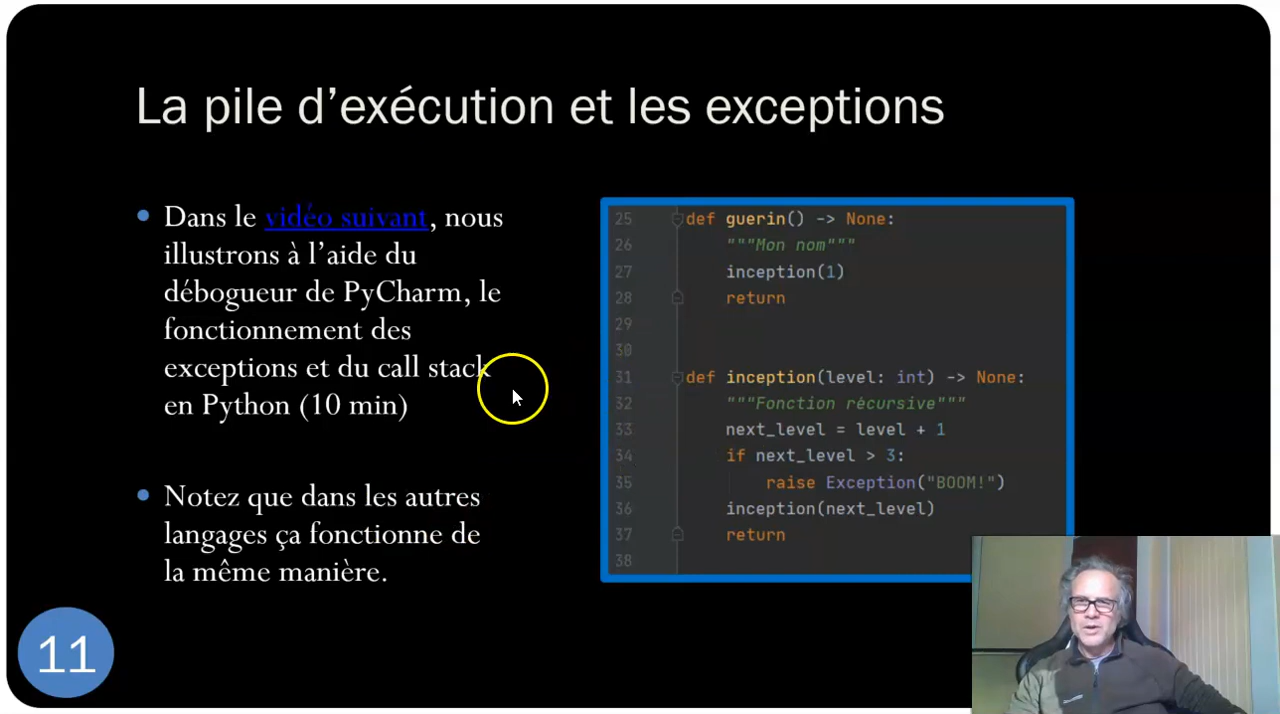 La pile d’exécution et les exceptions
Dans le vidéo suivant, nous
illustrons à l’aide du
débogueur de PyCharm, le
fonctionnement des
exceptions et du call stack
en Python (10 min)
Notez que dans les autres
langages ça fonctionne de
la même manière.
25 def guerin() -> None:
26 """Mon nom"""
27 inception(1)
28 return
29
30
31 def inception(level: int) -> None:
32 """Fonction récursive"""
33 next_level = level + 1
34 if next_level > 3:
35 raise Exception("BOOM!")
36 inception(next_level)
37 return
38
11